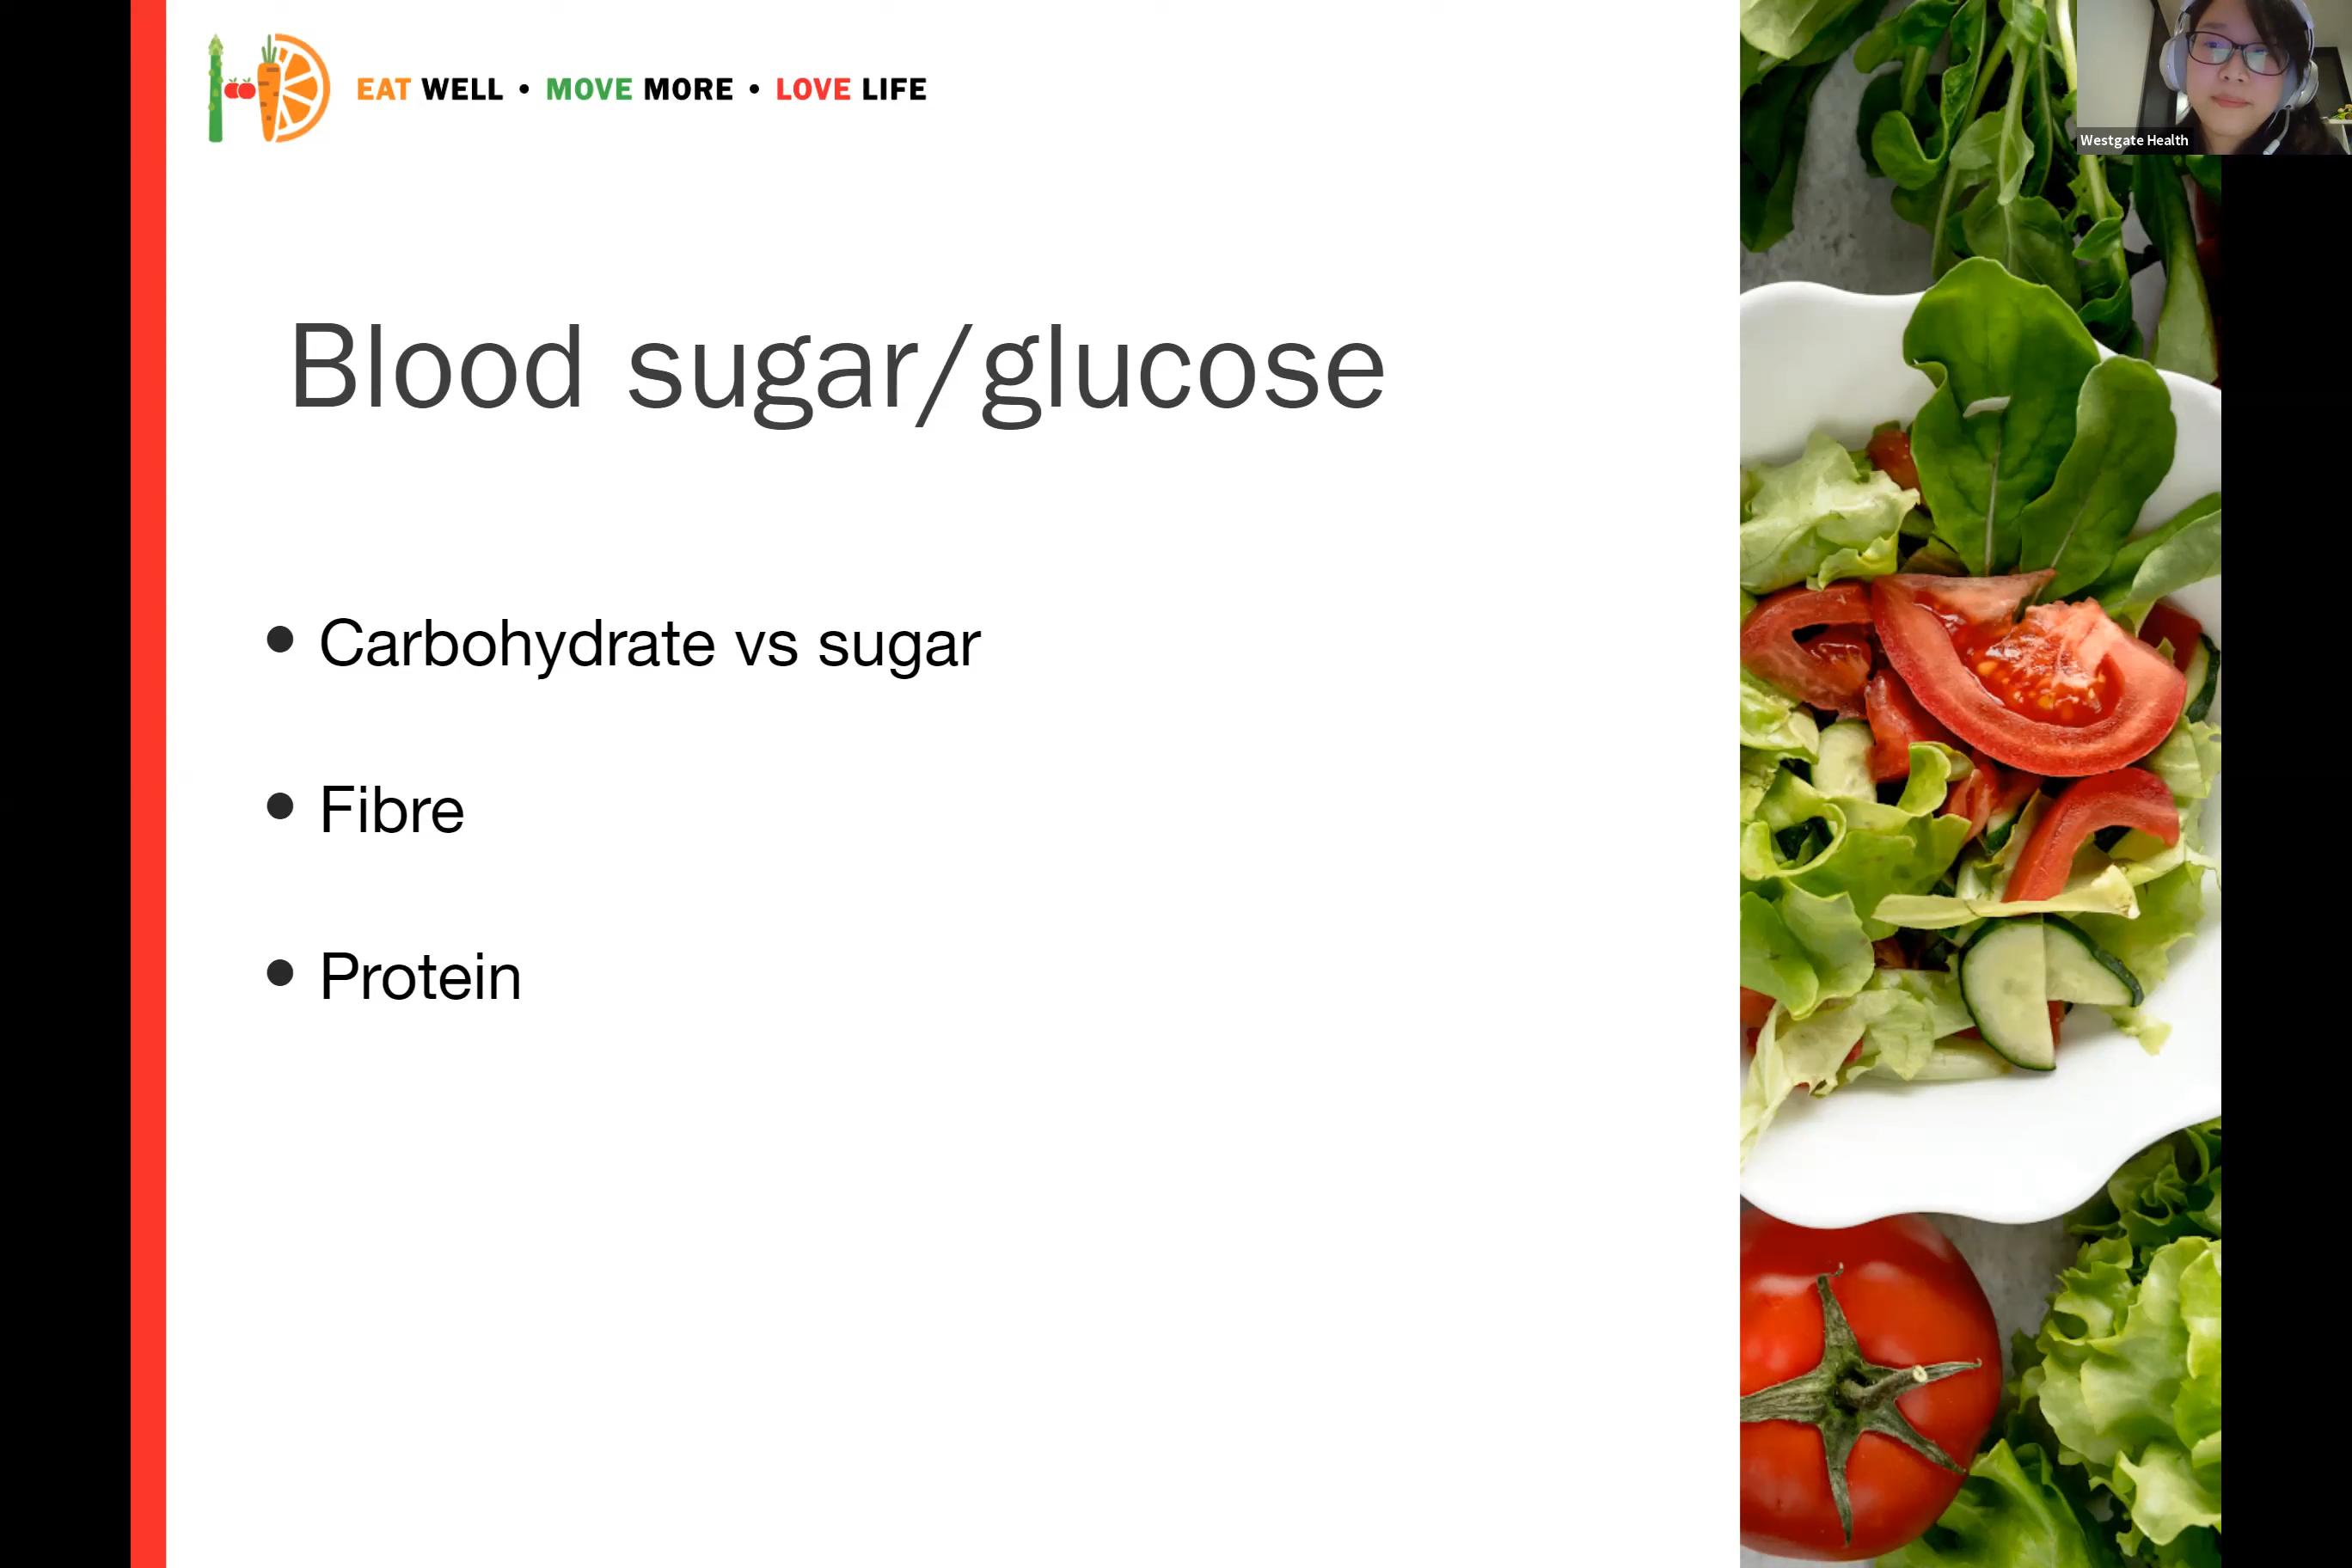 EAT WELL • MOVE MORE • LOVE LIFE
Westgate Health
Blood sugar/glucose
• Carbohydrate vs sugar
• Fibre
• Protein